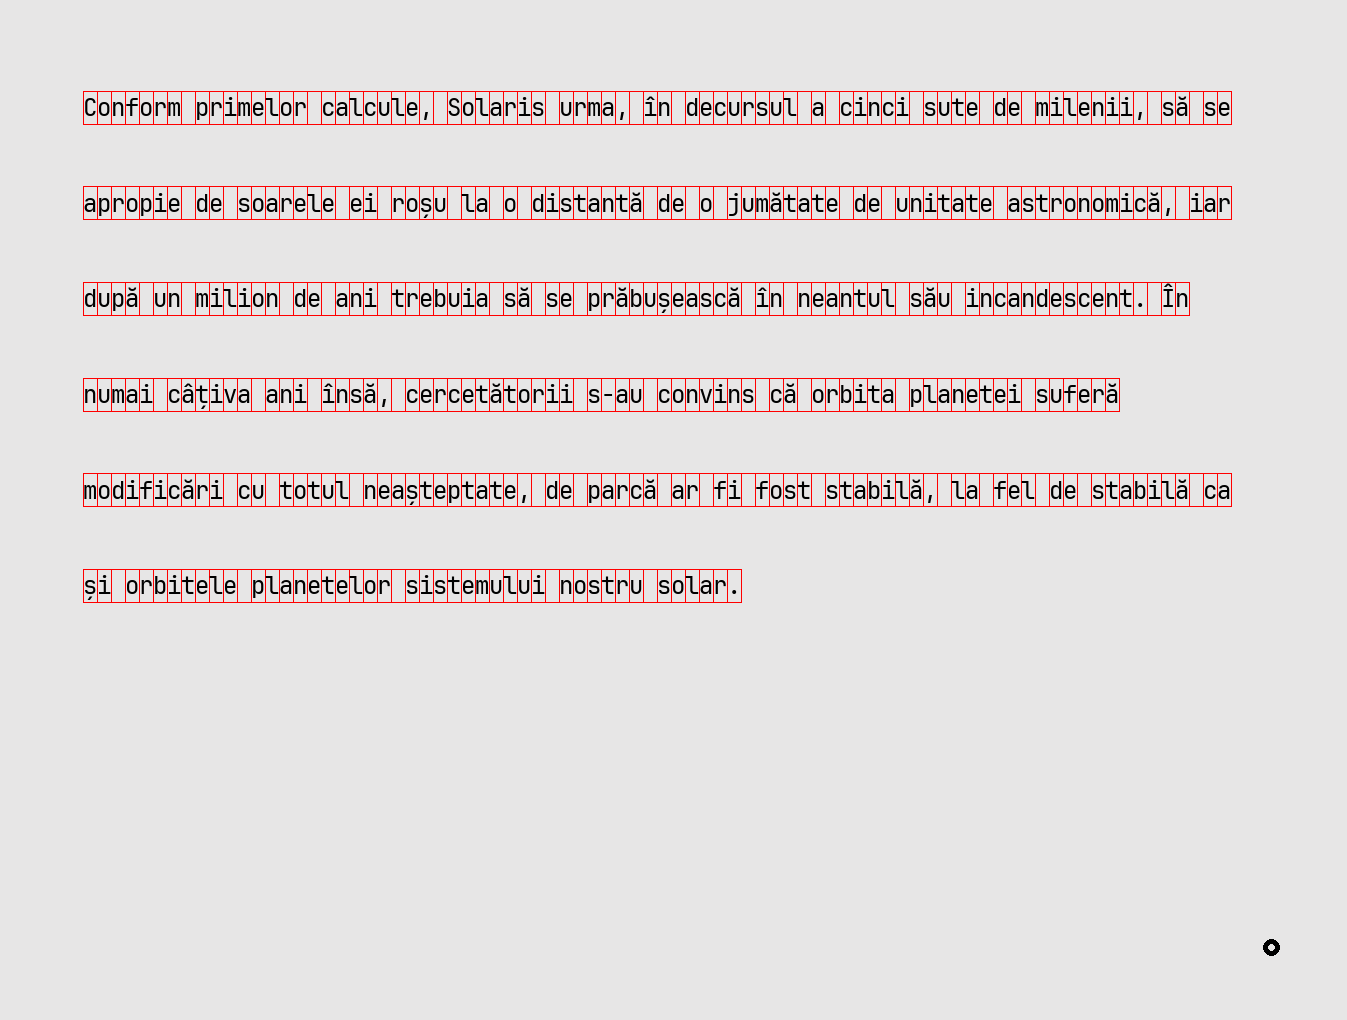 Conform primelor calcule, Solaris urma, în decursul a cinci sute de milenii, să se
apropie de soarele ei roșu la o distantă de o jumătate de unitate astronomică, iar
după un milion de ani trebuia să se prăbușească în neantul său incandescent. În
numai câțiva ani însă, cercetătorii s-au convins că orbita planetei suferă
modificări cu totul neașteptate, de parcă ar fi fost stabilă, la fel de stabilă ca
și orbitele planetelor sistemului nostru solar.